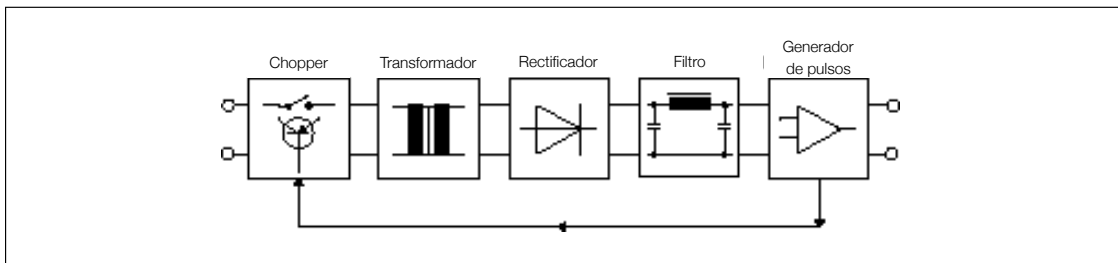 Chopper
Transformador
Rectificador
Filtro
Generador
de pulsos